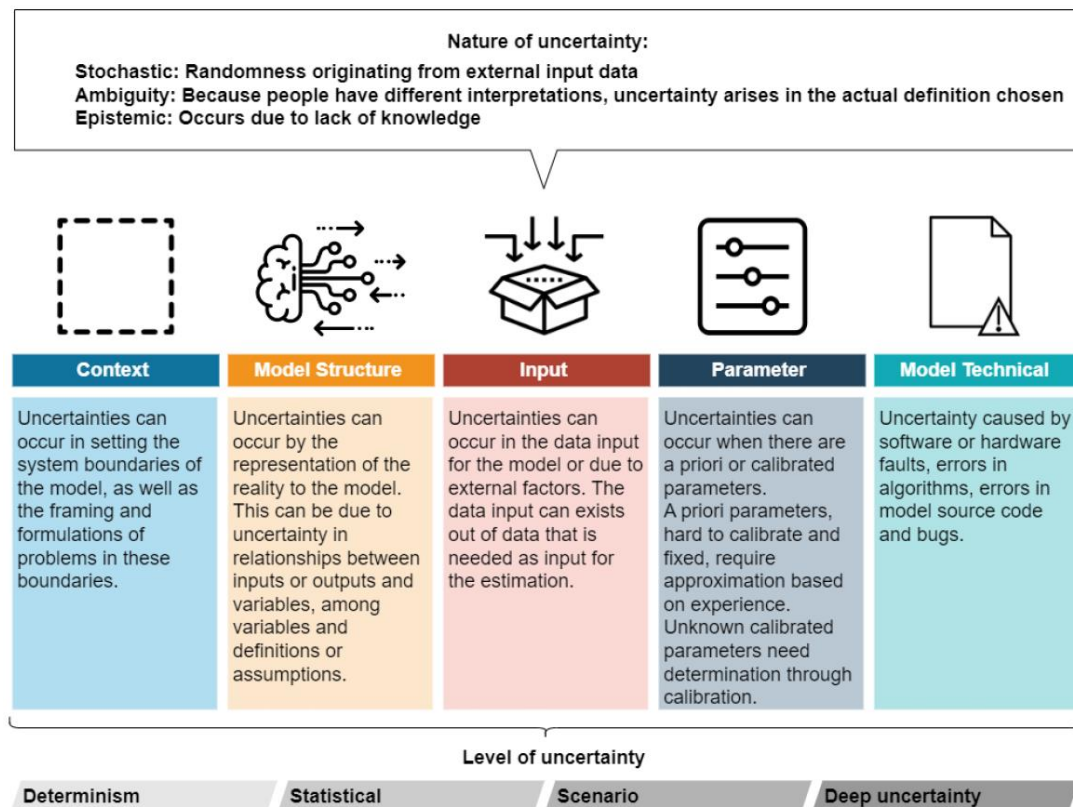 Nature of uncertainty:
Stochastic: Randomness originating from external input data
Ambiguity: Because people have different interpretations, uncertainty arises in the actual definition chosen
Epistemic: Occurs due to lack of knowledge
Context
Uncertainties can
occur in setting the
system boundaries of
the model, as well as
the framing and
formulations of
problems in these
boundaries.
Model Structure
Uncertainties can
occur by the
representation of the
reality to the model.
This can be due to
uncertainty in
relationships between
inputs or outputs and
variables, among
variables and
definitions or
assumptions.
Input
Uncertainties can
occur in the data input
for the model or due to
external factors. The
data input can exists
out of data that is
needed as input for
the estimation.
Parameter
Uncertainties can
occur when there are
a priori or calibrated
parameters.
A priori parameters,
hard to calibrate and
fixed, require
approximation based
on experience.
Unknown calibrated
parameters need
determination through
calibration.
Model Technical
Uncertainty caused by
software or hardware
faults, errors in
algorithms, errors in
model source code
and bugs.
Level of uncertainty
Determinism
Statistical
Scenario
Deep uncertainty